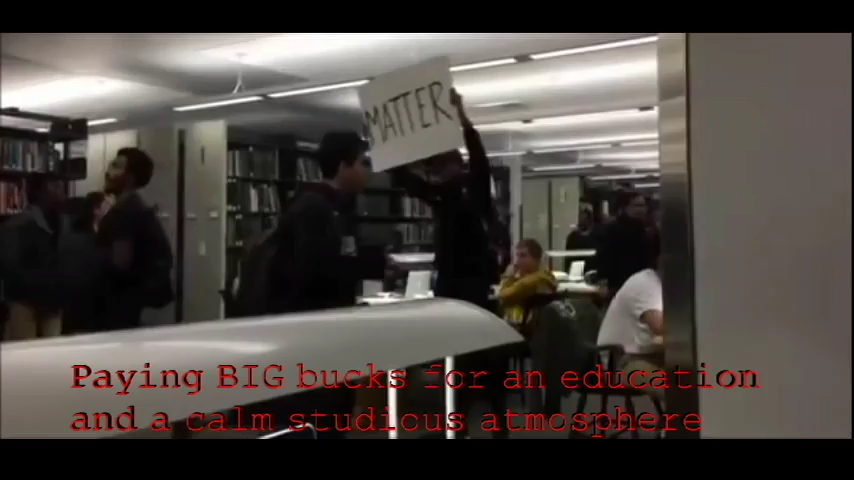 MATTER
Paying BIG bucks for an education
and a calm studious atmosphere